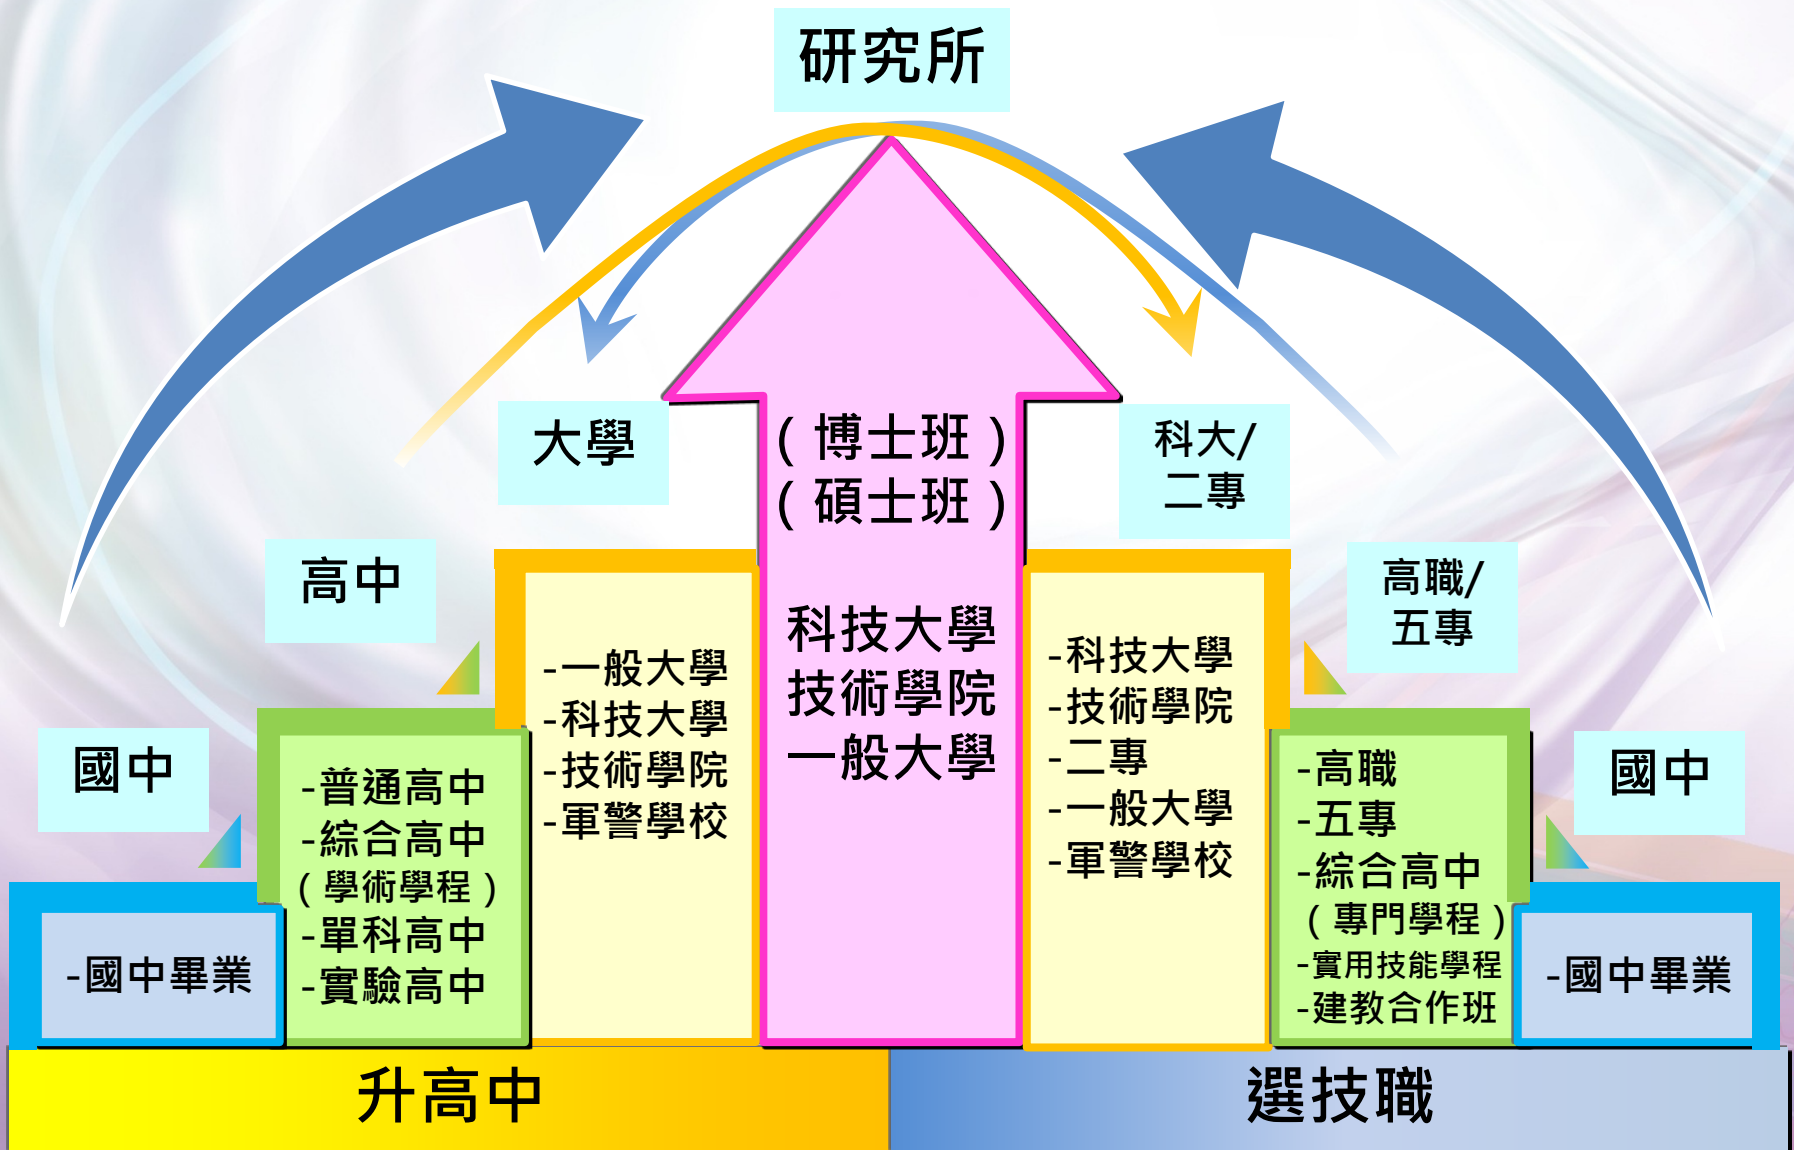 研究所
大學
（博士班）
（碩士班）
科技大學
技術學院
一般大學
科大/
二專
高中
高職/
五專
國中
國中
-國中畢業
-普通高中
-綜合高中
（學術學程）
-單科高中
-實驗高中
-一般大學
-科技大學
-技術學院
-軍警學校
-科技大學
-技術學院
-二專
-一般大學
-軍警學校
-高職
-五專
-綜合高中
（專門學程）
-實用技能學程
-建教合作班
-國中畢業
升高中
選技職